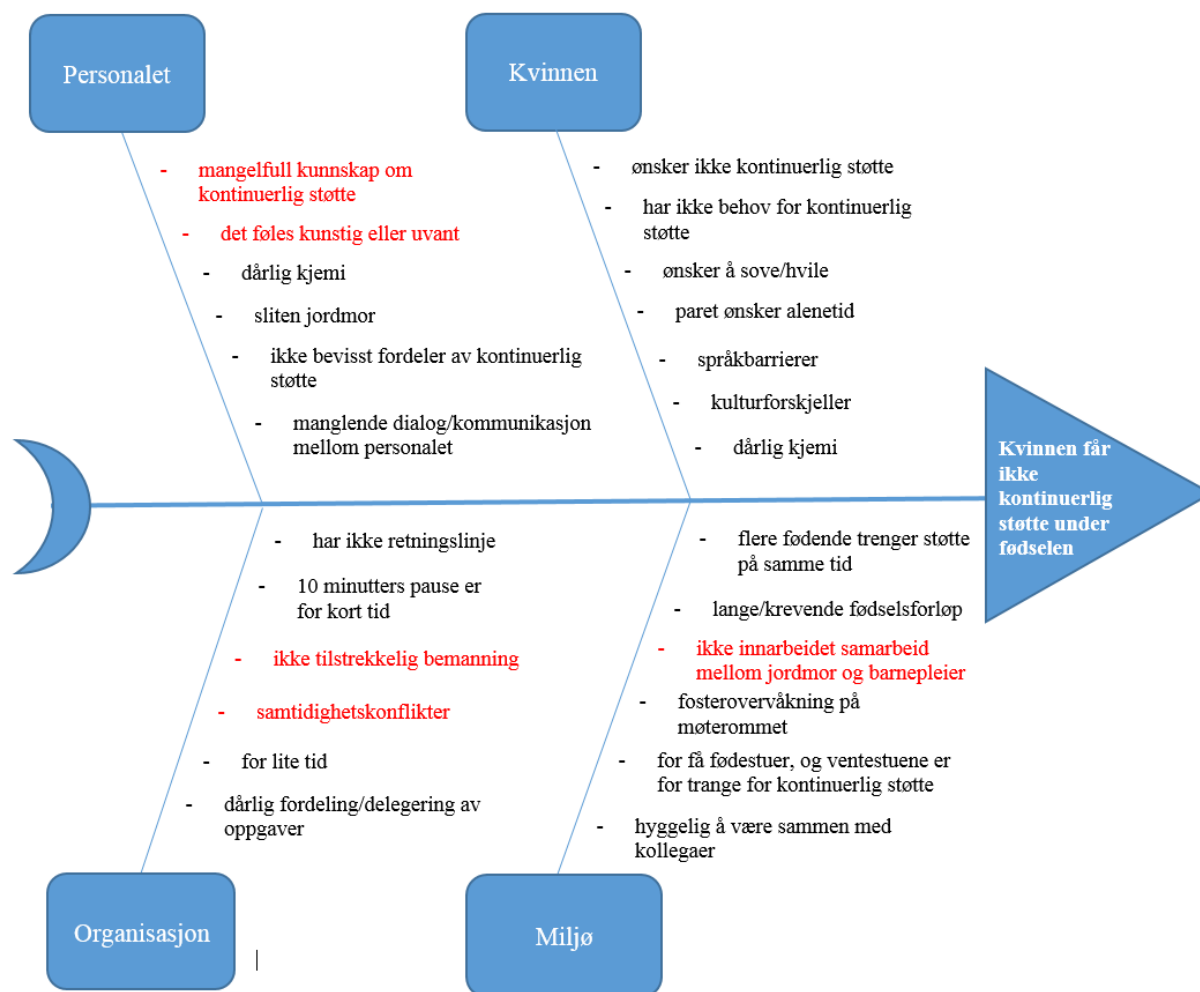 Personalet
- mangelfull kunnskap om
kontinuerlig støtte
- det føles kunstig eller uvant
- dårlig kjemi
- sliten jordmor
- ikke bevisst fordeler av kontinuerlig
støtte
- manglende dialog/kommunikasjon
mellom personalet
Kvinnen
- ønsker ikke kontinuerlig støtte
- har ikke behov for kontinuerlig
støtte
- ønsker å sove/hvile
- paret ønsker alenetid
- språkbarrierer
- kulturforskjeller
- dårlig kjemi
Kvinnen får
ikke
kontinuerlig
støtte under
fødselen
- har ikke retningslinje
- 10 minutters pause er
for kort tid
- ikke tilstrekkelig bemanning
- samtidighetskonflikter
- for lite tid
- dårlig fordeling/delegering av
oppgaver
Organisasjon
- flere fødende trenger støtte
på samme tid
- lange/krevende fødselsforløp
- ikke innarbeidet samarbeid
mellom jordmor og barnepleier
- fosterovervåkning på
møterommet
- for få fødestuer, og ventestuene er
for trange for kontinuerlig støtte
- hyggelig å være sammen med
kollegaer
Miljø